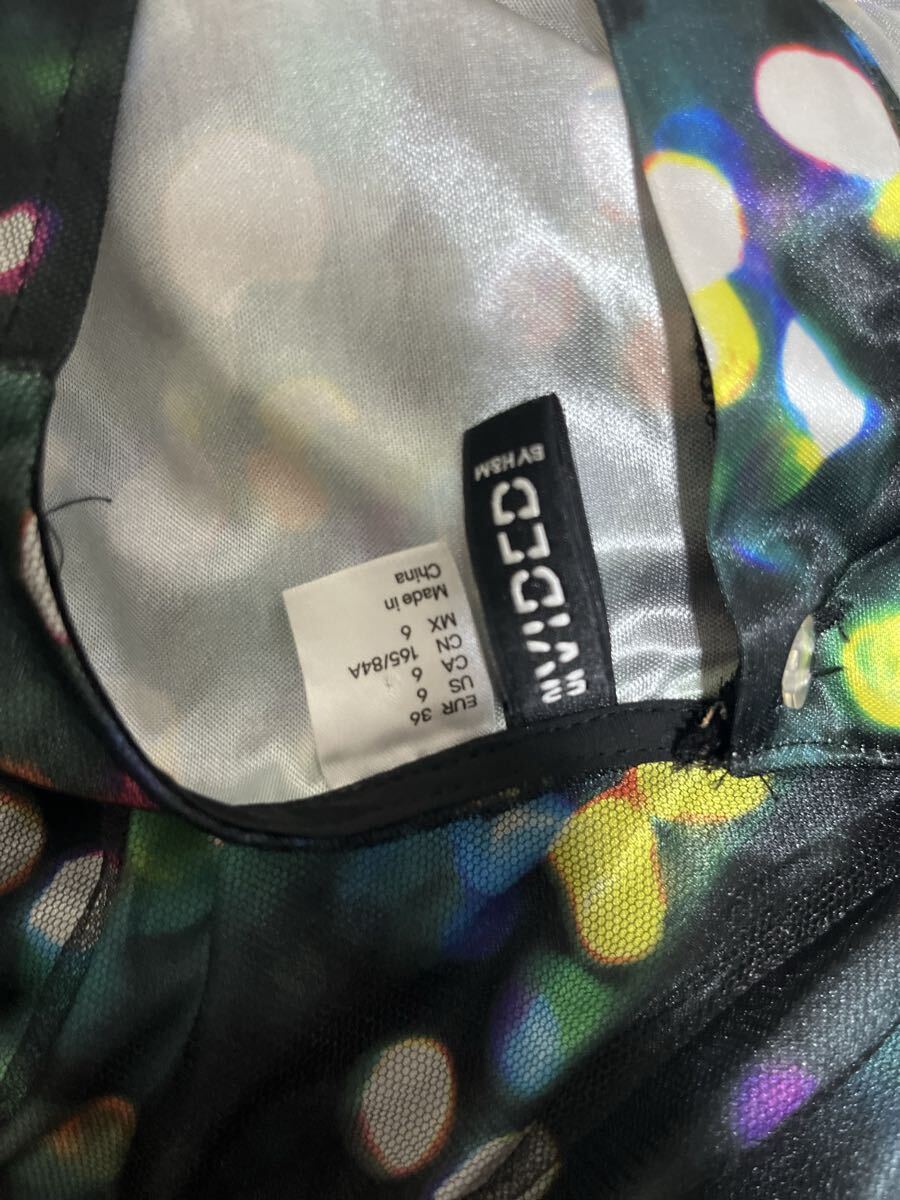 DIVIDED
BY H&M
EUR 36
US 6
CA 6
CN 165/84A
MX 6
Made in
China